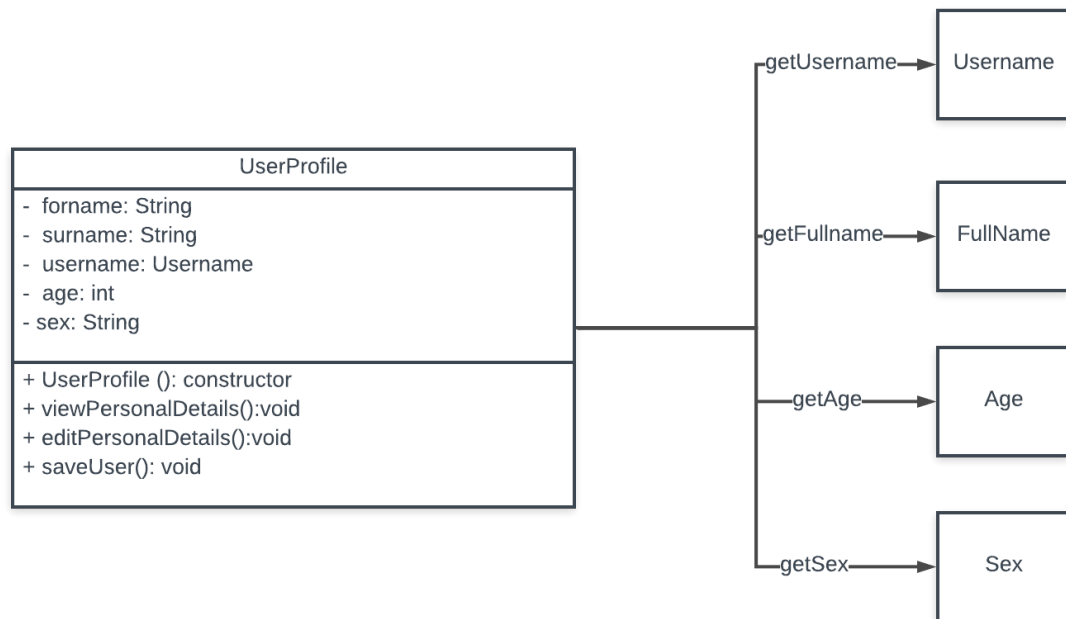 UserProfile
-  forname: String
-  surname: String
-  username: Username
-  age: int
- sex: String
+ UserProfile (): constructor
+ viewPersonalDetails():void
+ editPersonalDetails():void
+ saveUser(): void
getUsername
Username
getFullname
FullName
getAge
Age
getSex
Sex